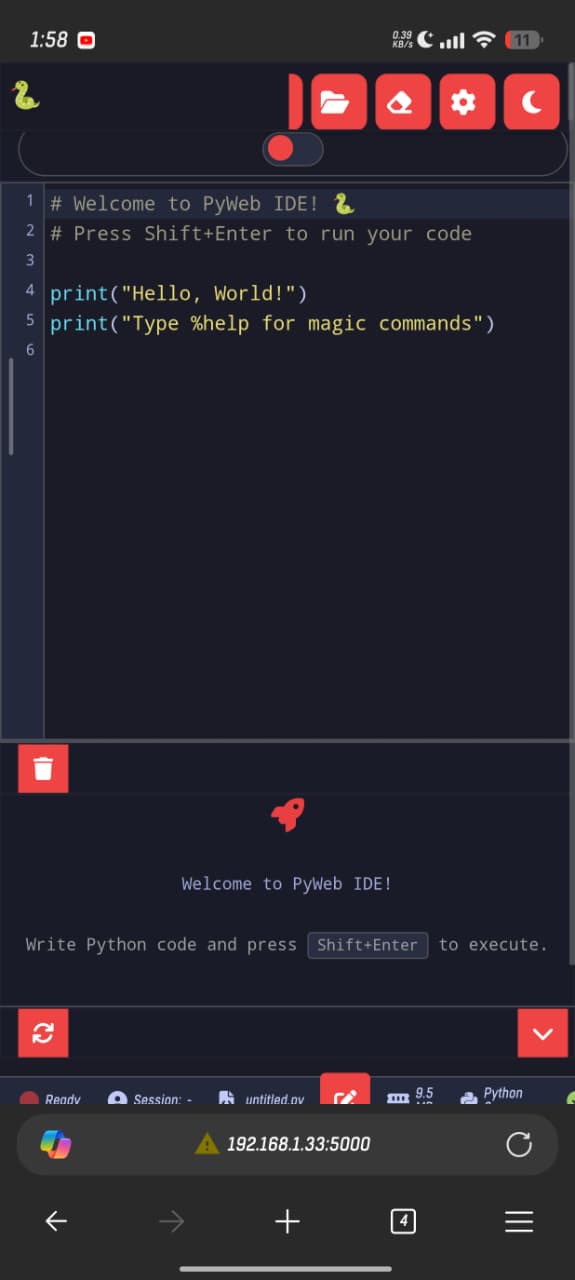 1:58
0.39
KB/s
11
1 # Welcome to PyWeb IDE! 🐍
2 # Press Shift+Enter to run your code
3
4 print("Hello, World!")
5 print("Type %help for magic commands")
6
Welcome to PyWeb IDE!
Write Python code and press Shift+Enter to execute.
Ready Session: - untitled.py 9.5 Python
192.168.1.33:5000
4